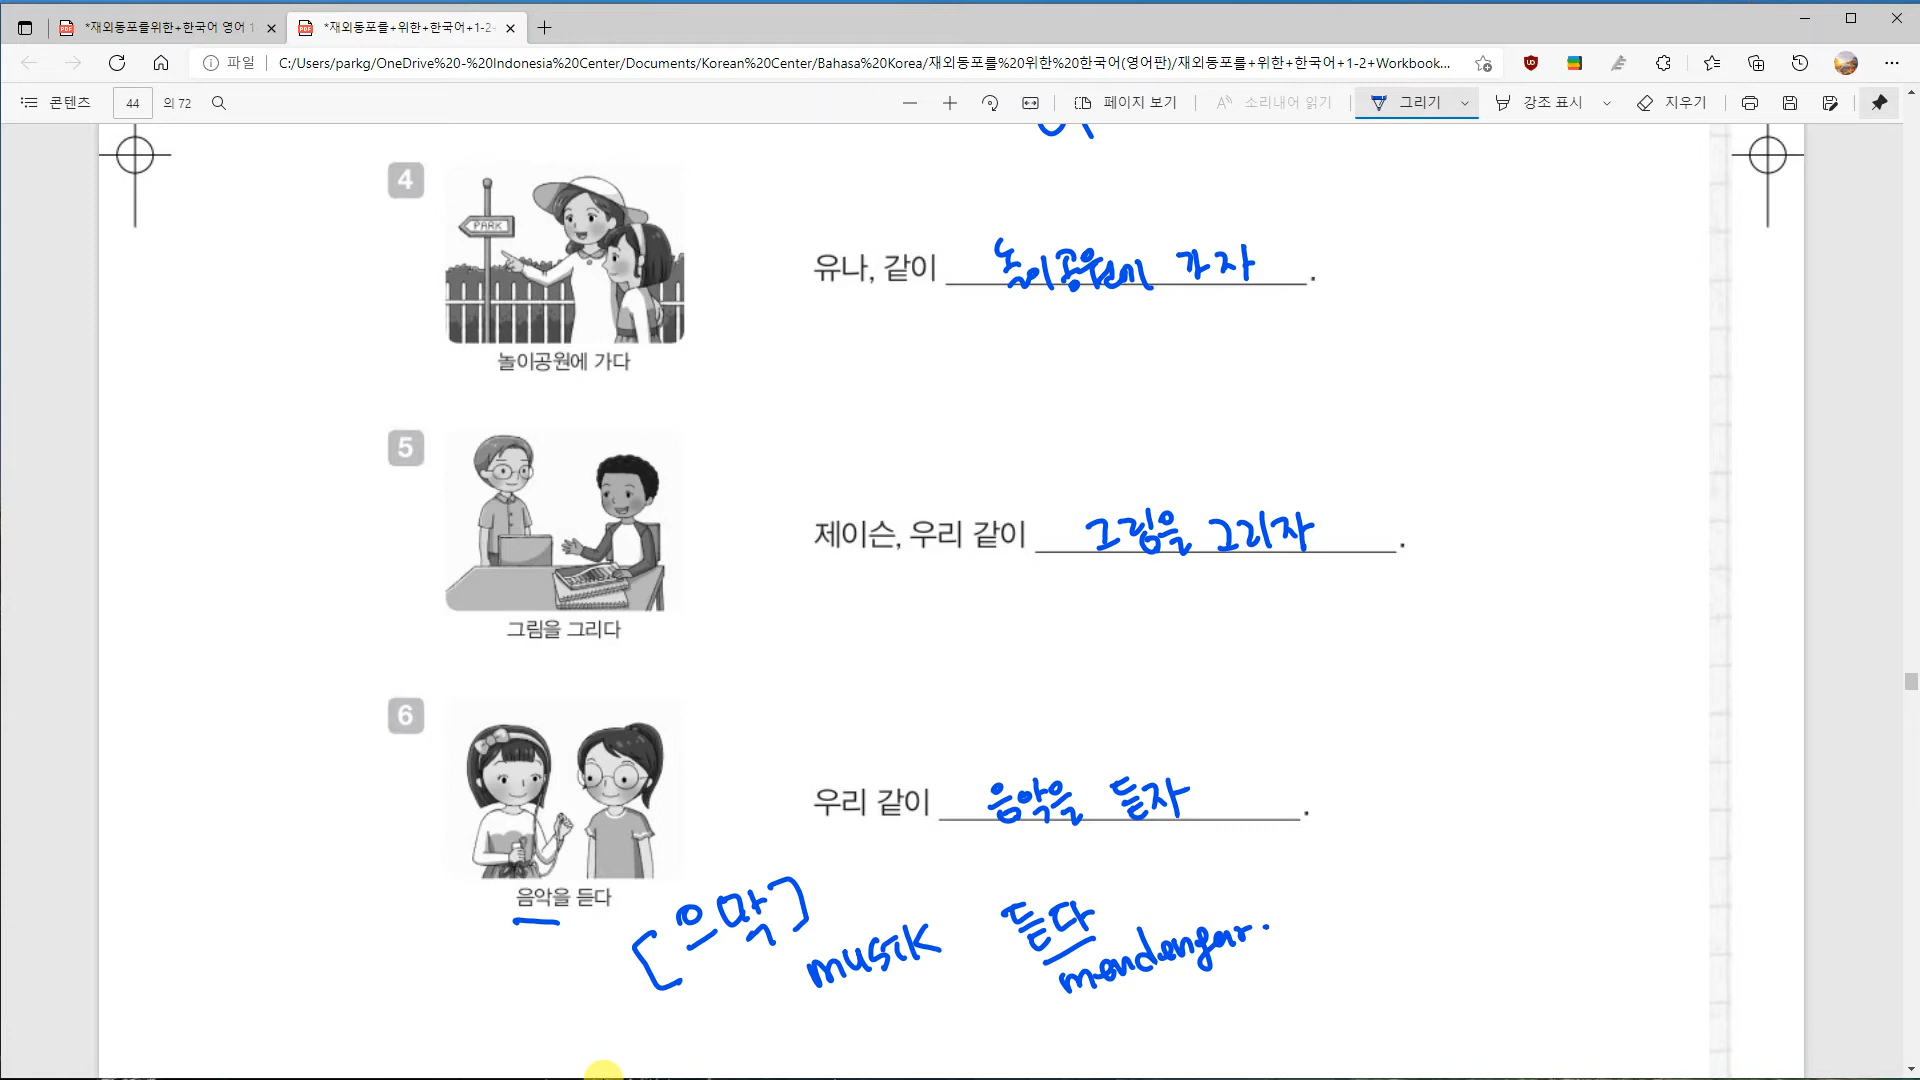 *재외동포를위한+한국어 영어 1
*재외동포를+위한+한국어+1-2-
파일
C:/Users/parkg/OneDrive%20-%20Indonesia%20Center/Documents/Korean%20Center/Bahasa%20Korea/재외동포를%20위한%20한국어(영어판)/재외동포를+위한+한국어+1-2+Workbook...
콘텐츠 44 의 72 페이지 보기 소리내어 읽기 그리기 강조 표시 지우기
4
PARK
유나, 같이 놀이공원에 가자.
놀이공원에 가다
5
제이슨, 우리 같이 그림을 그리자.
그림을 그리다
6
우리 같이 음악을 듣자.
음악을 듣다
[으막] 듣다
musik mendengar.